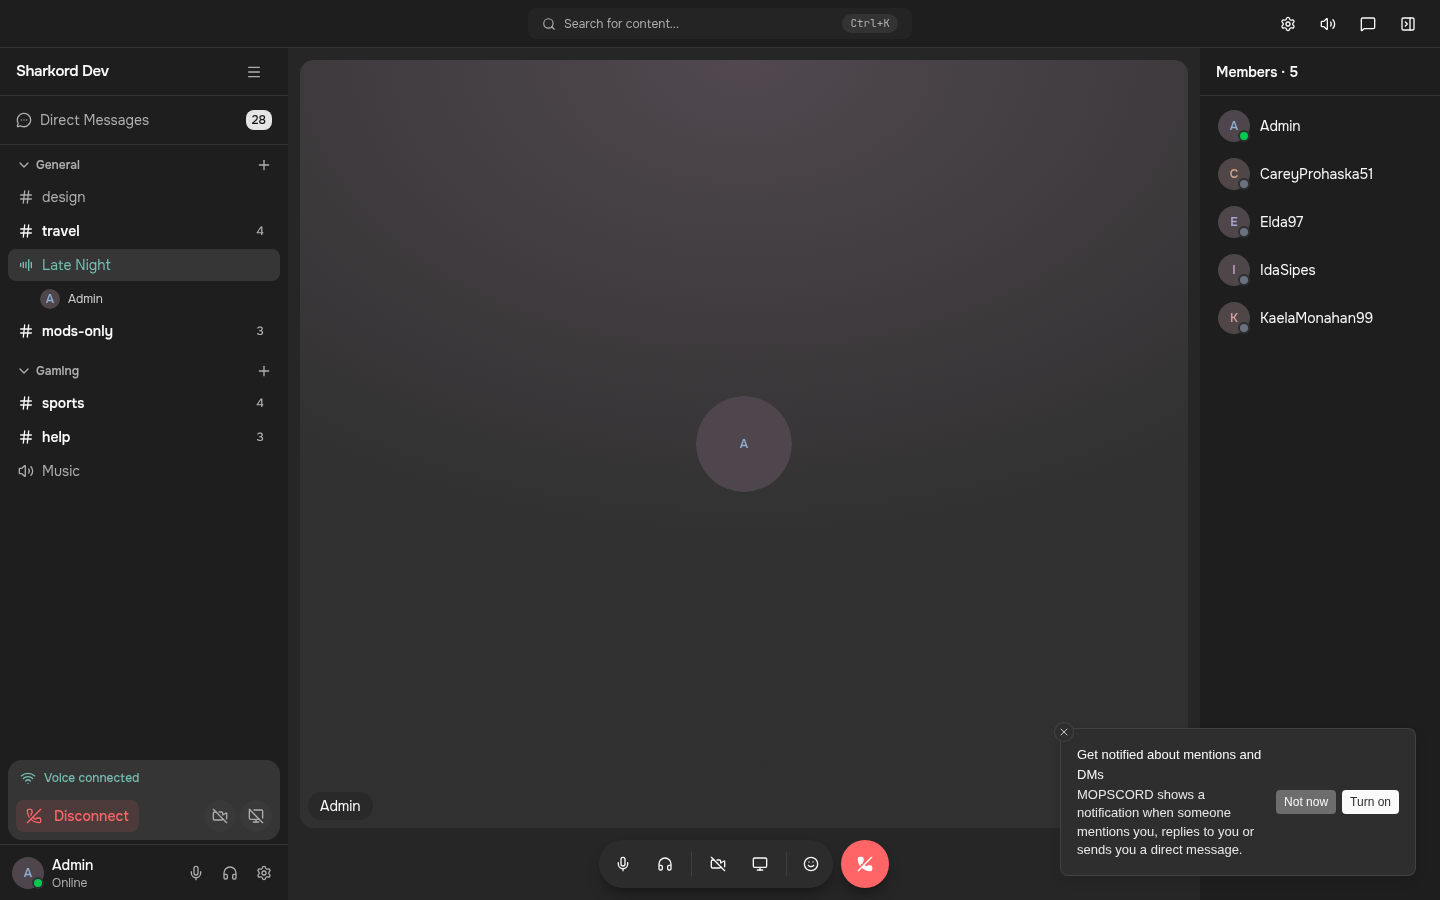 Search for content...
Ctrl+K
Sharkord Dev
Direct Messages
28
General
design
travel
4
Late Night
A
Admin
mods-only
3
Gaming
sports
4
help
3
Music
Voice connected
Disconnect
A
Admin
Online
A
Admin
Members · 5
A
Admin
C
CareyProhaska51
E
Elda97
I
IdaSipes
K
KaelaMonahan99
Get notified about mentions and
DMs
MOPSCORD shows a
notification when someone
mentions you, replies to you or
sends you a direct message.
Not now
Turn on